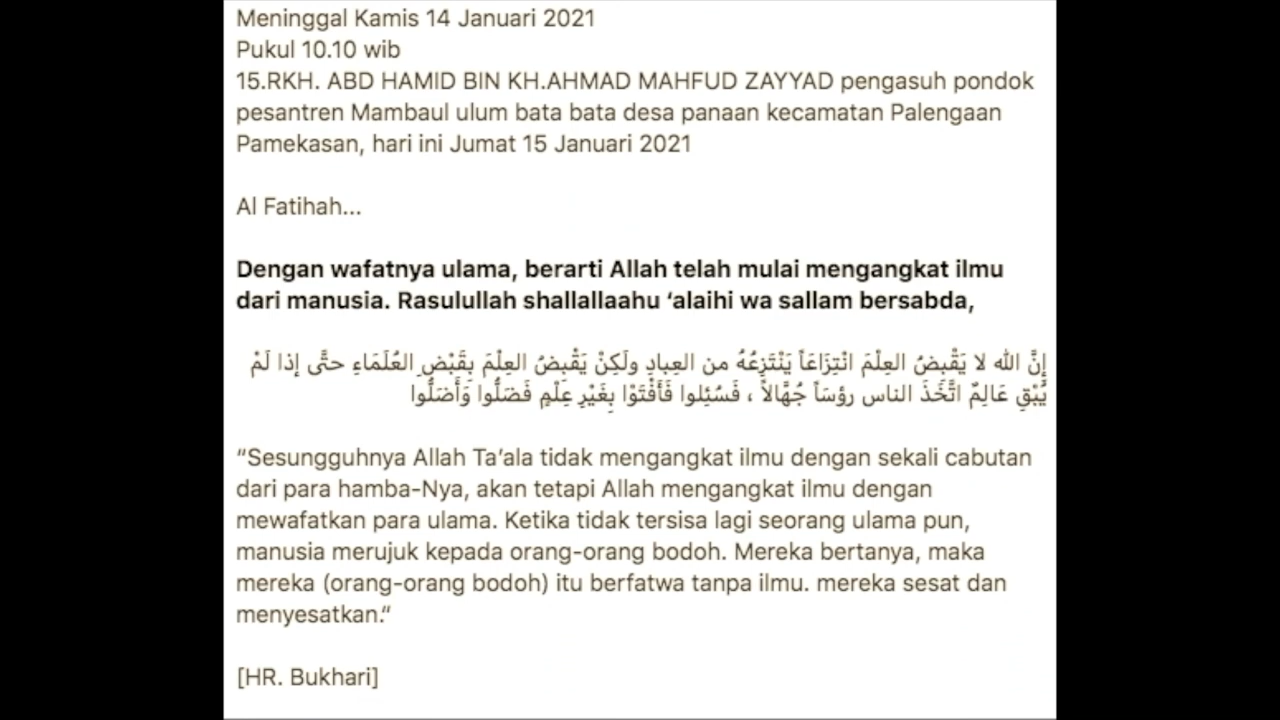 Meninggal Kamis 14 Januari 2021
Pukul 10.10 wib
15.RKH. ABD HAMID BIN KH.AHMAD MAHFUD ZAYYAD pengasuh pondok
pesantren Mambaul ulum bata bata desa panaan kecamatan Palengaan
Pamekasan, hari ini Jumat 15 Januari 2021
Al Fatihah...
Dengan wafatnya ulama, berarti Allah telah mulai mengangkat ilmu
dari manusia. Rasulullah shallallaahu ‘alaihi wa sallam bersabda,
إِنَّ الله لا يَقْبِضُ العِلْمَ انْتِزَاعَاً يَنْتَزِعُهُ من العِبادِ ولَكِنْ يَقْبِضُ العِلْمَ بِقَبْضِ العُلَمَاءِ حتَّى إذا لَمْ
يُبْقِ عَالِمٌ اتَّخَذَ الناس رؤسَاً جُهَّالاً ، فَسُئِلوا فَأَفْتَوْا بِغَيْرِ عِلْمٍ فَضَلُّوا وَأَضَلُّوا
“Sesungguhnya Allah Ta’ala tidak mengangkat ilmu dengan sekali cabutan
dari para hamba-Nya, akan tetapi Allah mengangkat ilmu dengan
mewafatkan para ulama. Ketika tidak tersisa lagi seorang ulama pun,
manusia merujuk kepada orang-orang bodoh. Mereka bertanya, maka
mereka (orang-orang bodoh) itu berfatwa tanpa ilmu. mereka sesat dan
menyesatkan.“
[HR. Bukhari]